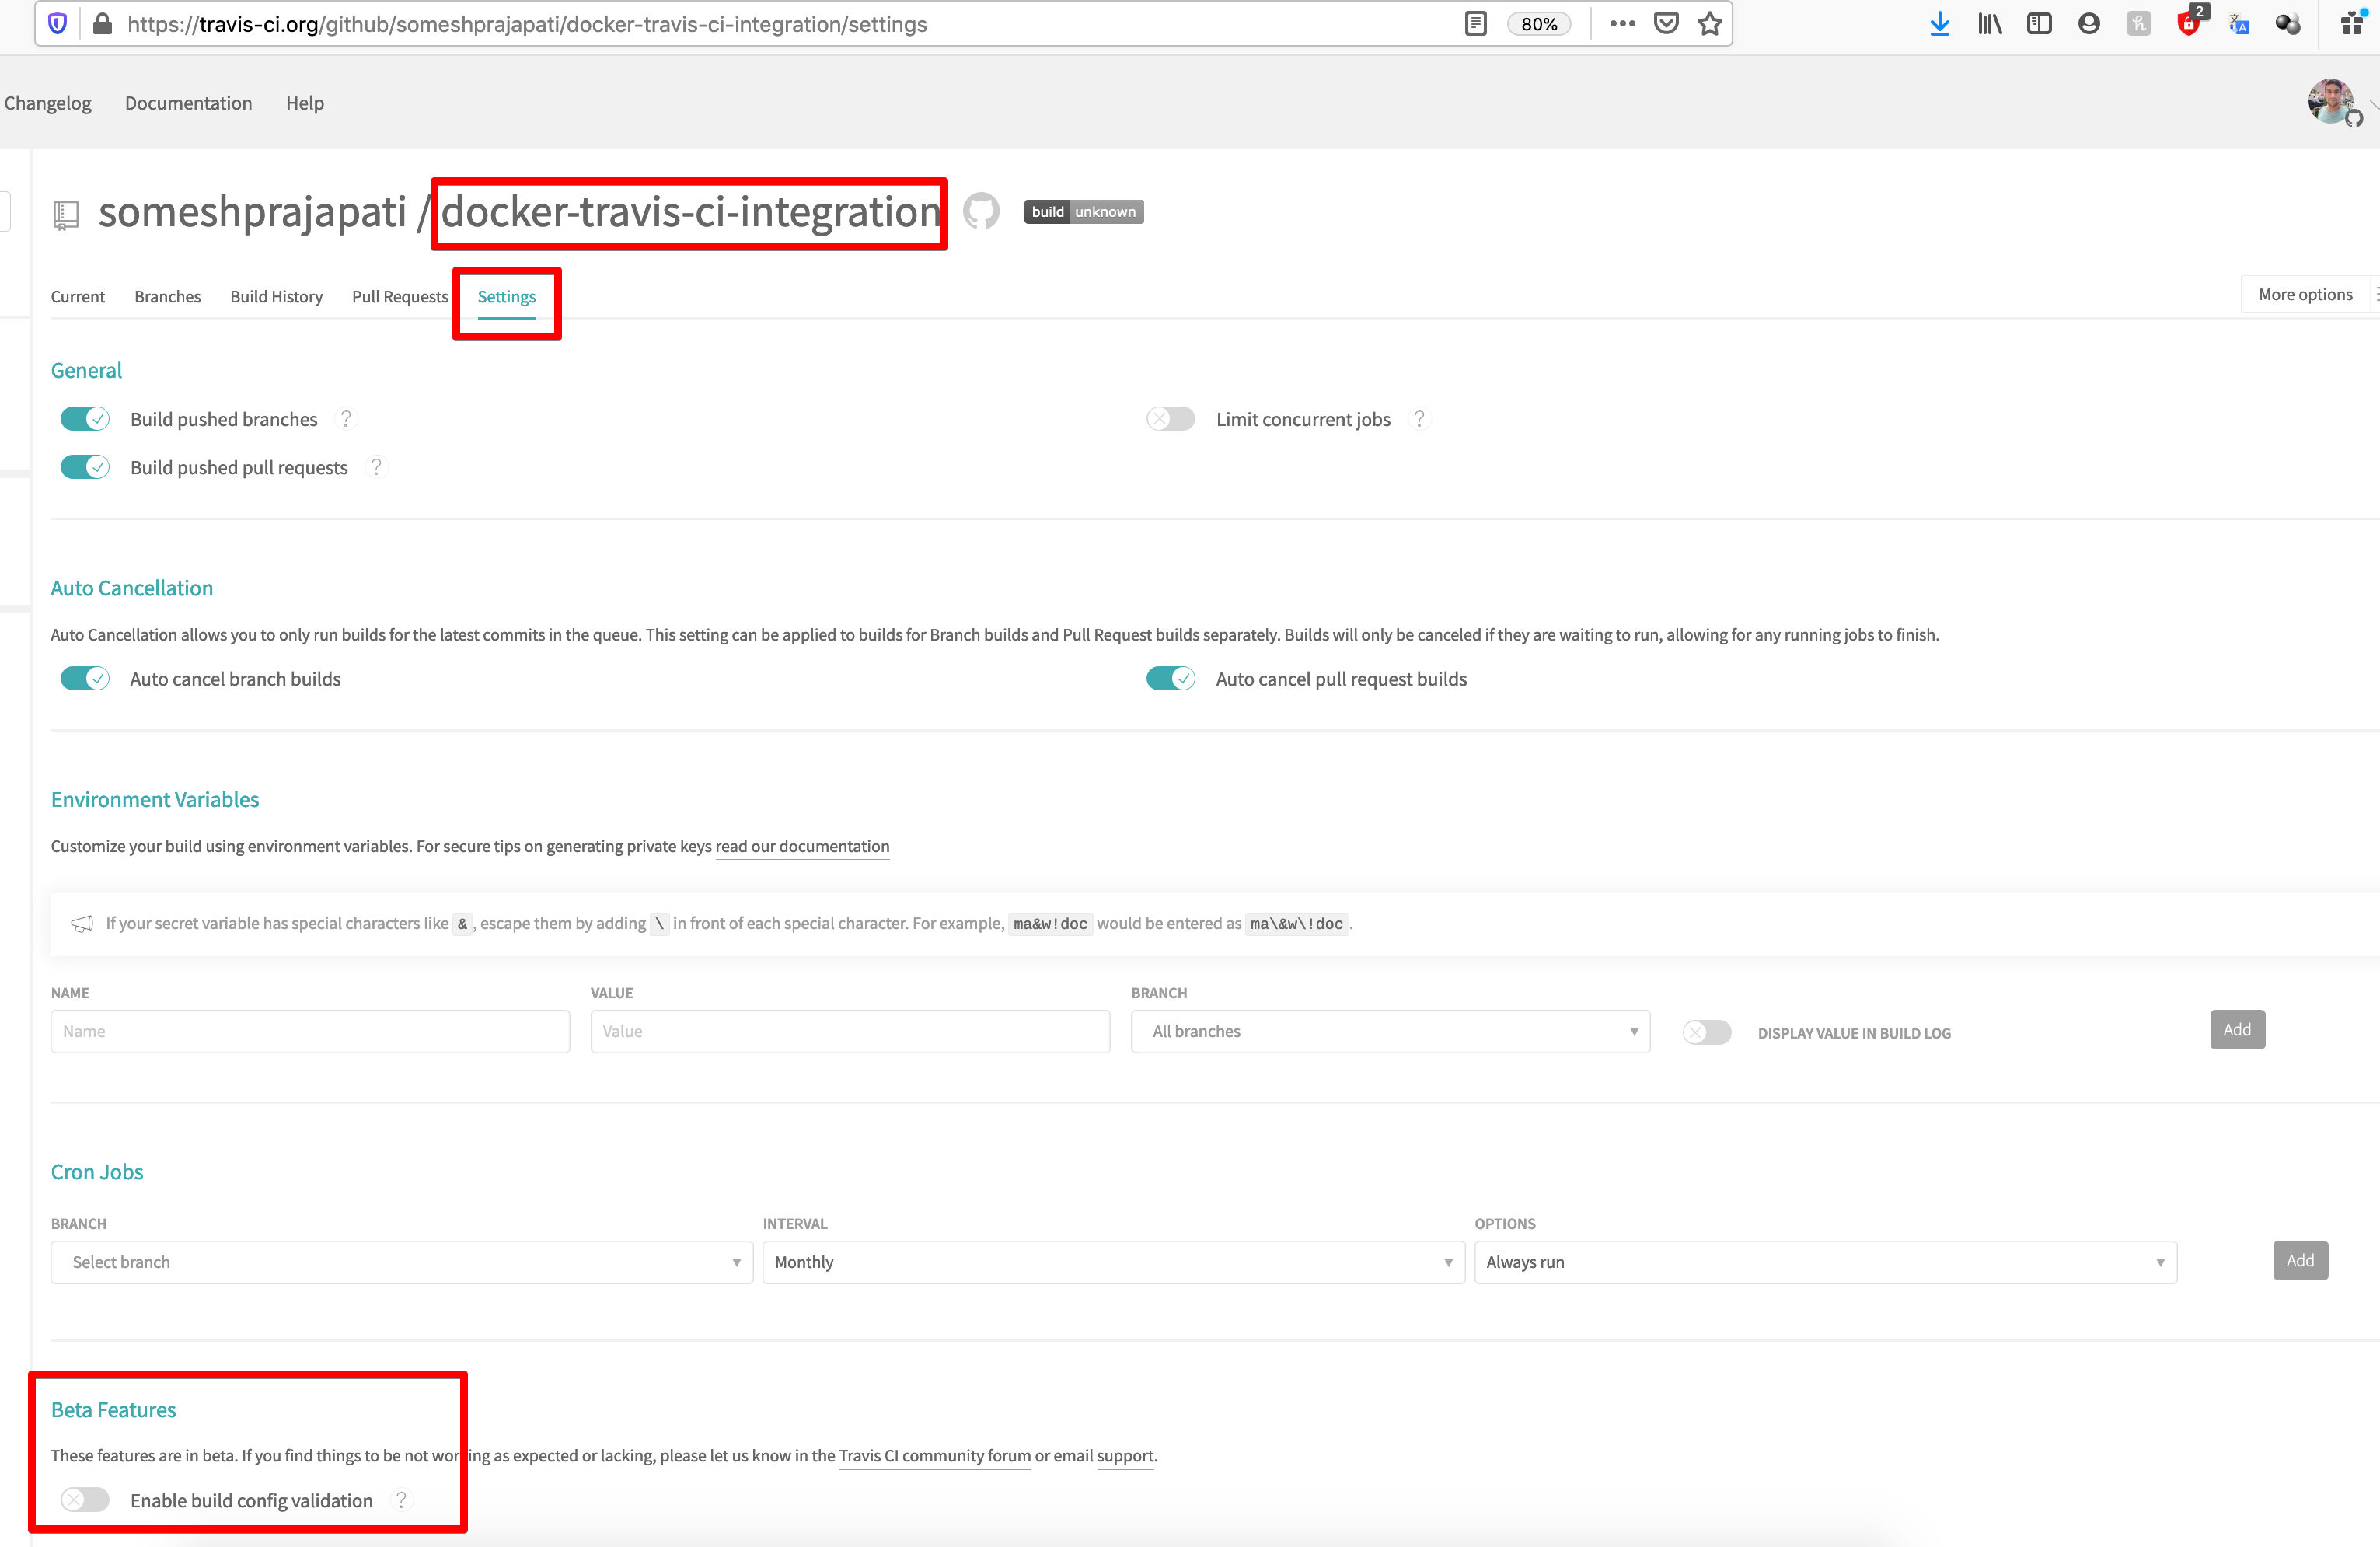 https://travis-ci.org/github/someshprajapati/docker-travis-ci-integration/settings
80%
2
Changelog Documentation Help
someshprajapati / docker-travis-ci-integration
build unknown
Current Branches Build History Pull Requests Settings
More options
General
Build pushed branches ?
Limit concurrent jobs ?
Build pushed pull requests ?
Auto Cancellation
Auto Cancellation allows you to only run builds for the latest commits in the queue. This setting can be applied to builds for Branch builds and Pull Request builds separately. Builds will only be canceled if they are waiting to run, allowing for any running jobs to finish.
Auto cancel branch builds
Auto cancel pull request builds
Environment Variables
Customize your build using environment variables. For secure tips on generating private keys read our documentation
If your secret variable has special characters like & , escape them by adding \ in front of each special character. For example, ma&w!doc would be entered as ma\&w\!doc .
NAME VALUE BRANCH
Name Value All branches DISPLAY VALUE IN BUILD LOG Add
Cron Jobs
BRANCH INTERVAL OPTIONS
Select branch Monthly Always run Add
Beta Features
These features are in beta. If you find things to be not working as expected or lacking, please let us know in the Travis CI community forum or email support.
Enable build config validation ?